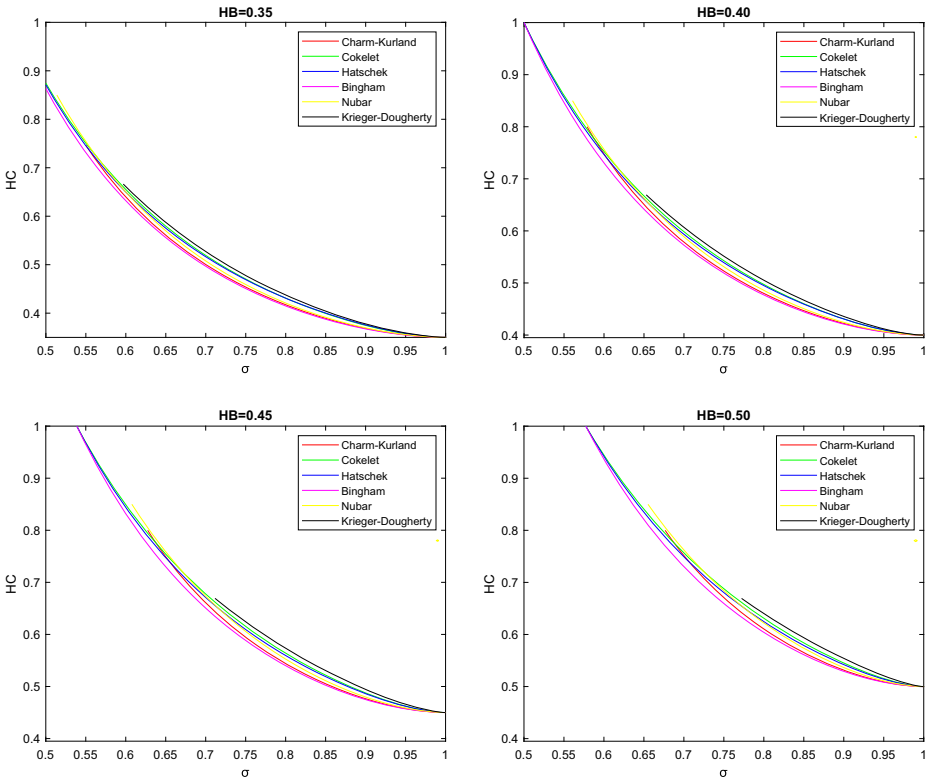 HB=0.35
HC
1
0.9
0.8
0.7
0.6
0.5
0.4
Charm-Kurland
Cokelet
Hatschek
Bingham
Nubar
Krieger-Dougherty
0.5 0.55 0.6 0.65 0.7 0.75 0.8 0.85 0.9 0.95 1
σ
HB=0.40
HC
1
0.9
0.8
0.7
0.6
0.5
0.4
Charm-Kurland
Cokelet
Hatschek
Bingham
Nubar
Krieger-Dougherty
0.5 0.55 0.6 0.65 0.7 0.75 0.8 0.85 0.9 0.95 1
σ
HB=0.45
HC
1
0.9
0.8
0.7
0.6
0.5
0.4
Charm-Kurland
Cokelet
Hatschek
Bingham
Nubar
Krieger-Dougherty
0.5 0.55 0.6 0.65 0.7 0.75 0.8 0.85 0.9 0.95 1
σ
HB=0.50
HC
1
0.9
0.8
0.7
0.6
0.5
0.4
Charm-Kurland
Cokelet
Hatschek
Bingham
Nubar
Krieger-Dougherty
0.5 0.55 0.6 0.65 0.7 0.75 0.8 0.85 0.9 0.95 1
σ